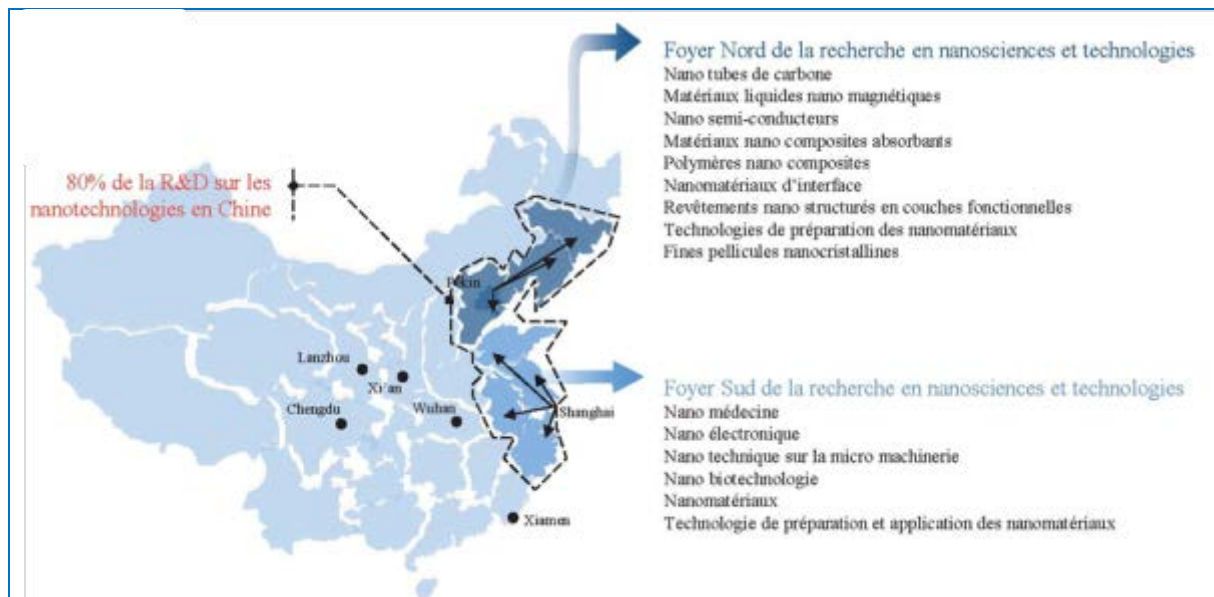 Foyer Nord de la recherche en nanosciences et technologies
Nano tubes de carbone
Matériaux liquides nano magnétiques
Nano semi-conducteurs
Matériaux nano composites absorbants
Polymères nano composites
Nanomatériaux d'interface
Revêtements nano structurés en couches fonctionnelles
Technologies de préparation des nanomatériaux
Fines pellicules nanocristallines
80% de la R&D sur les
nanotechnologies en Chine
Pékin
Lanzhou
Xi'an
Chengdu
Wuhan
Shanghai
Xiamen
Foyer Sud de la recherche en nanosciences et technologies
Nano médecine
Nano électronique
Nano technique sur la micro machinerie
Nano biotechnologie
Nanomatériaux
Technologie de préparation et application des nanomatériaux